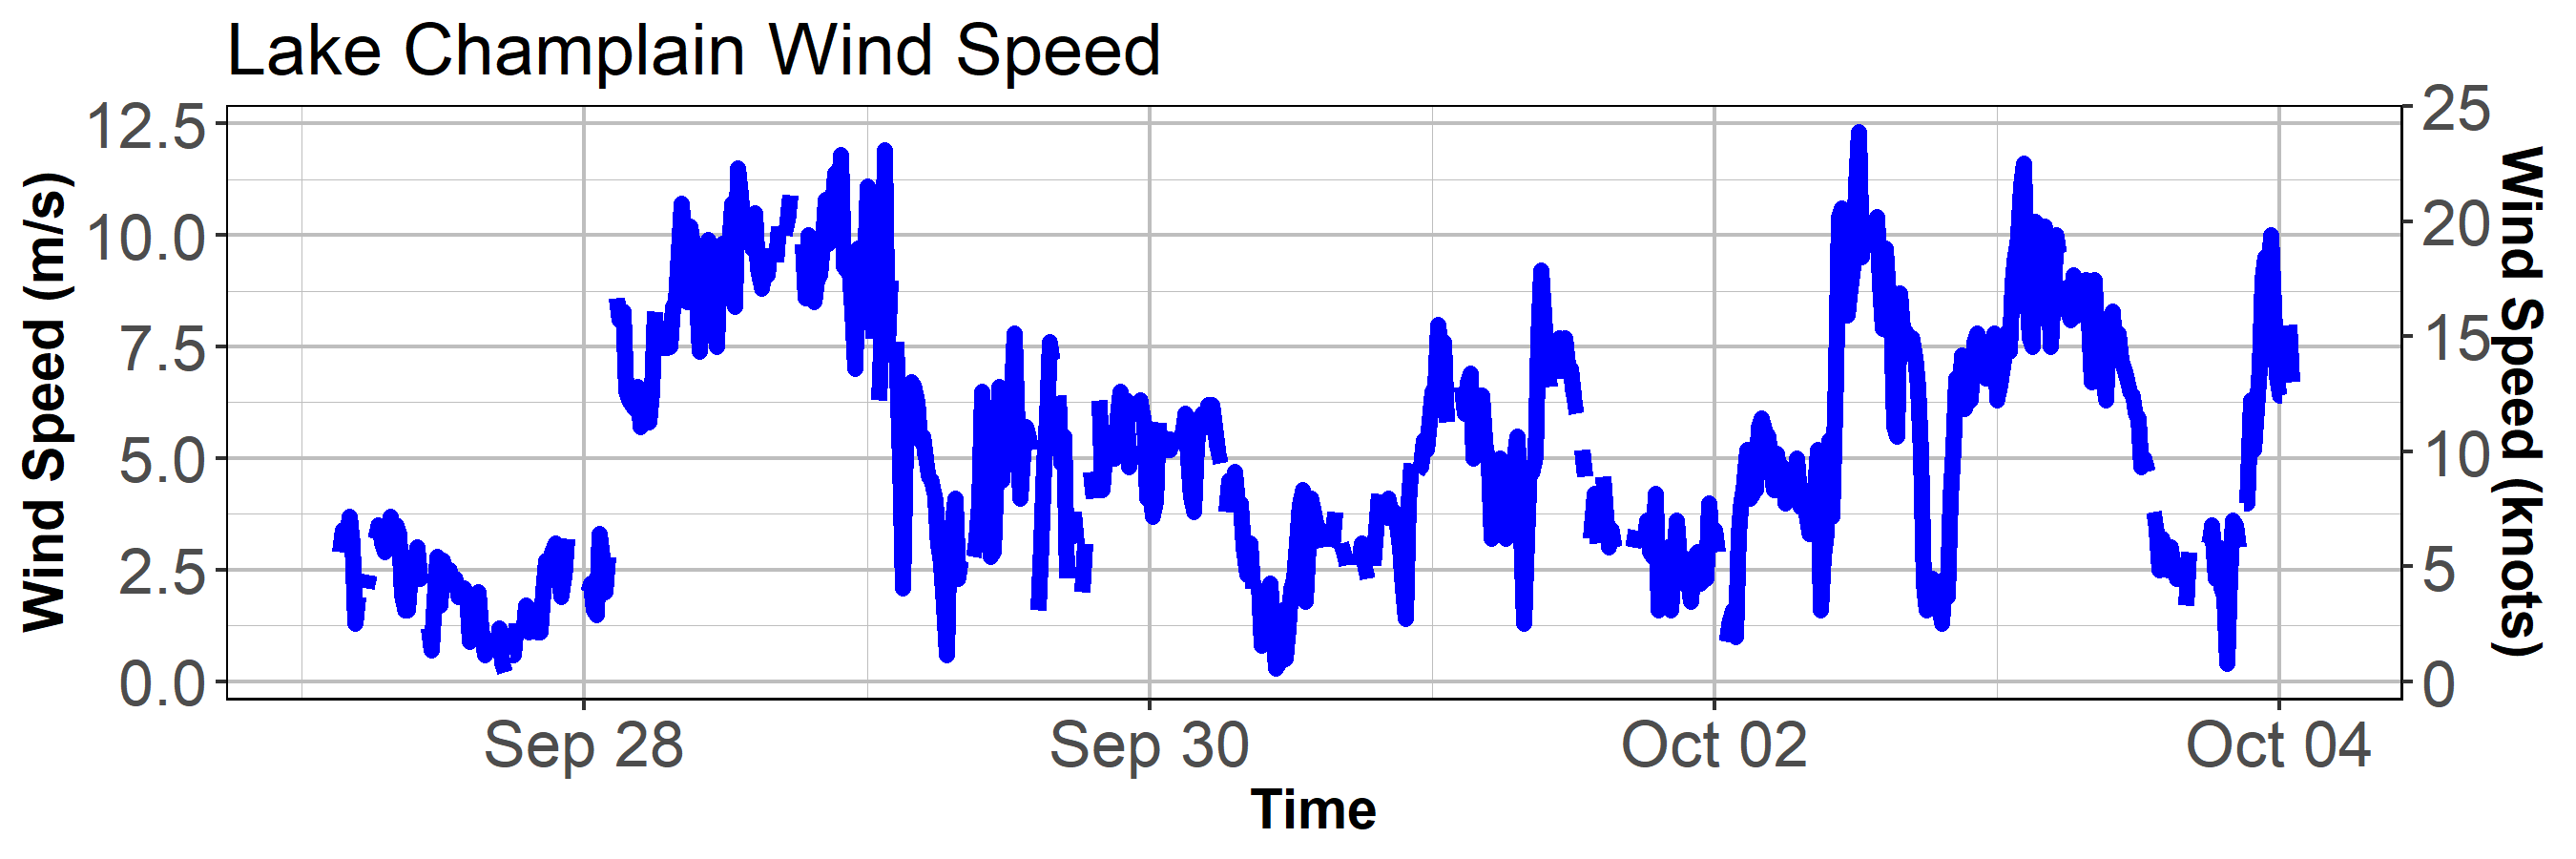 Lake Champlain Wind Speed
Wind Speed (m/s)
12.5
10.0
7.5
5.0
2.5
0.0
25
20
15
10
5
0
Wind Speed (knots)
Sep 28 Sep 30 Oct 02 Oct 04
Time